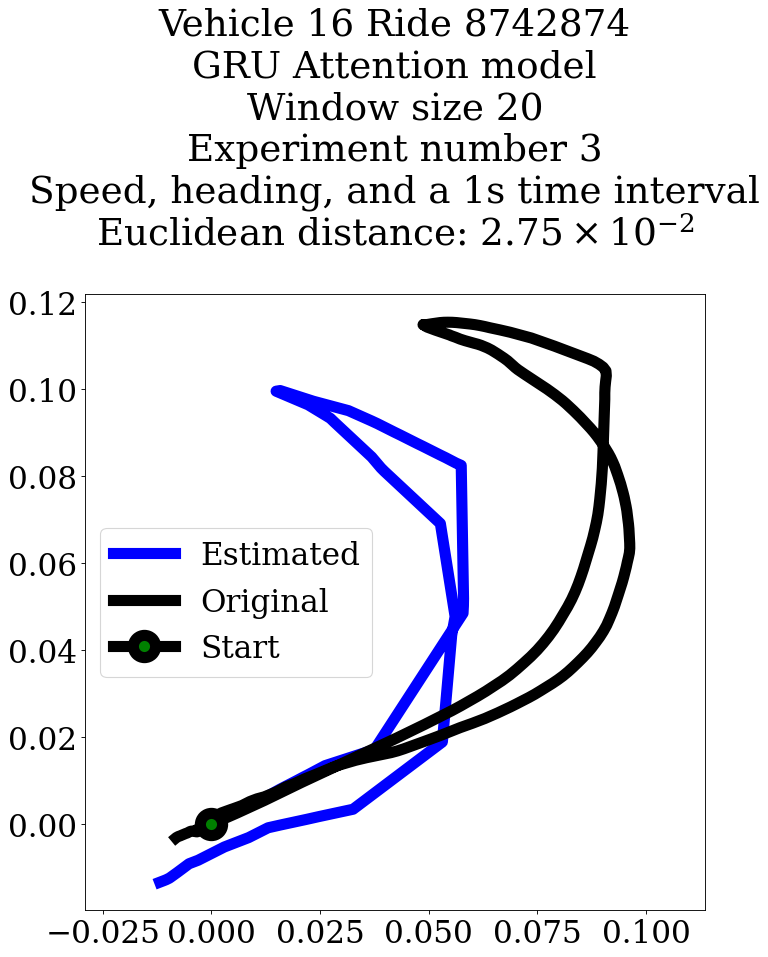 Vehicle 16 Ride 8742874
GRU Attention model
Window size 20
Experiment number 3
Speed, heading, and a 1s time interval
Euclidean distance: 2.75 × 10⁻²
0.12
0.10
0.08
0.06
0.04
0.02
0.00
Estimated
Original
Start
−0.025 0.000 0.025 0.050 0.075 0.100